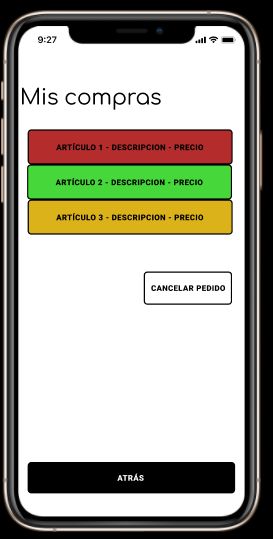 9:27
Mis compras
ARTÍCULO 1 - DESCRIPCION - PRECIO
ARTÍCULO 2 - DESCRIPCION - PRECIO
ARTÍCULO 3 - DESCRIPCION - PRECIO
CANCELAR PEDIDO
ATRÁS